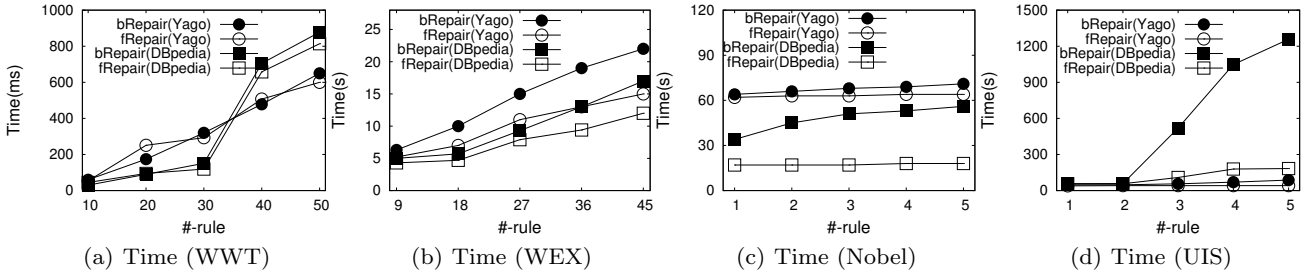 1000
800
600
400
200
0
Time(ms)
bRepair(Yago)
fRepair(Yago)
bRepair(DBpedia)
fRepair(DBpedia)
10 20 30 40 50
#-rule
(a) Time (WWT)
25
20
15
10
5
0
Time(s)
bRepair(Yago)
fRepair(Yago)
bRepair(DBpedia)
fRepair(DBpedia)
9 18 27 36 45
#-rule
(b) Time (WEX)
120
90
60
30
0
Time(s)
bRepair(Yago)
fRepair(Yago)
bRepair(DBpedia)
fRepair(DBpedia)
1 2 3 4 5
#-rule
(c) Time (Nobel)
1500
1200
900
600
300
0
Time(s)
bRepair(Yago)
fRepair(Yago)
bRepair(DBpedia)
fRepair(DBpedia)
1 2 3 4 5
#-rule
(d) Time (UIS)